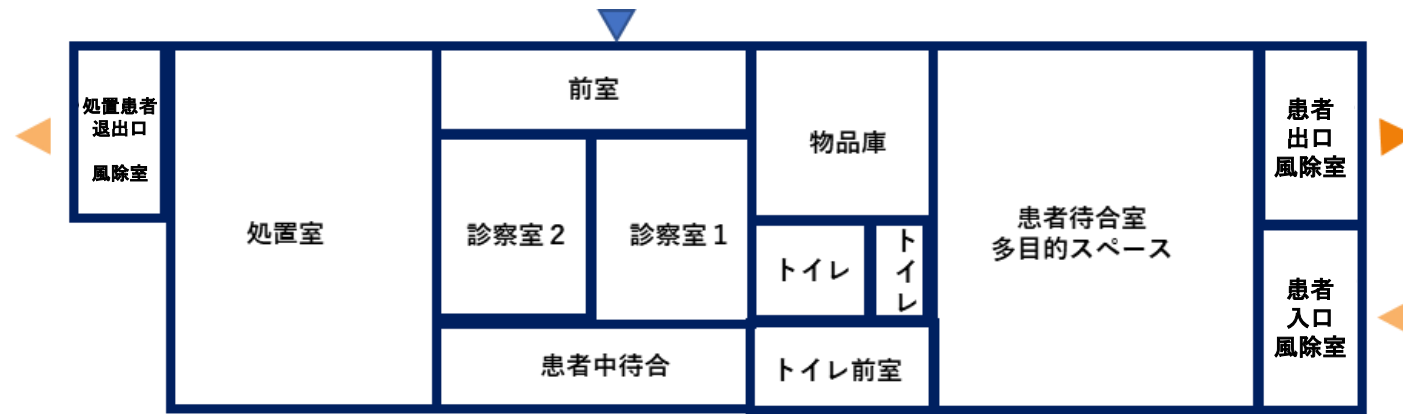 処置患者
退出口
風除室
処置室
前室
診察室２
診察室１
患者中待合
物品庫
トイレ
トイレ
トイレ前室
患者待合室
多目的スペース
患者
出口
風除室
患者
入口
風除室